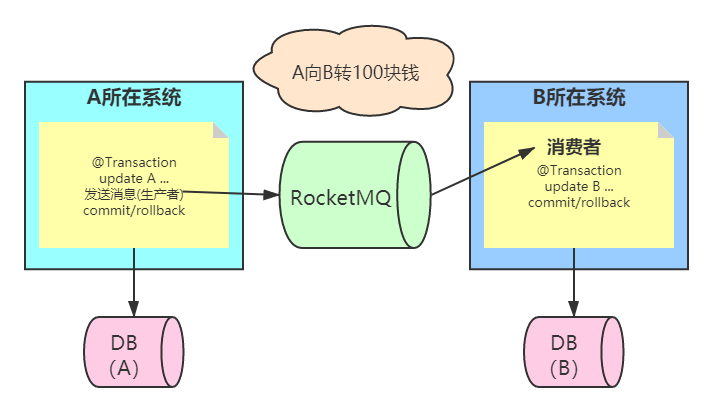 A向B转100块钱
A所在系统
@Transaction
update A ...
发送消息(生产者)
commit/rollback
RocketMQ
B所在系统
消费者
@Transaction
update B ...
commit/rollback
DB
（A）
DB
（B）